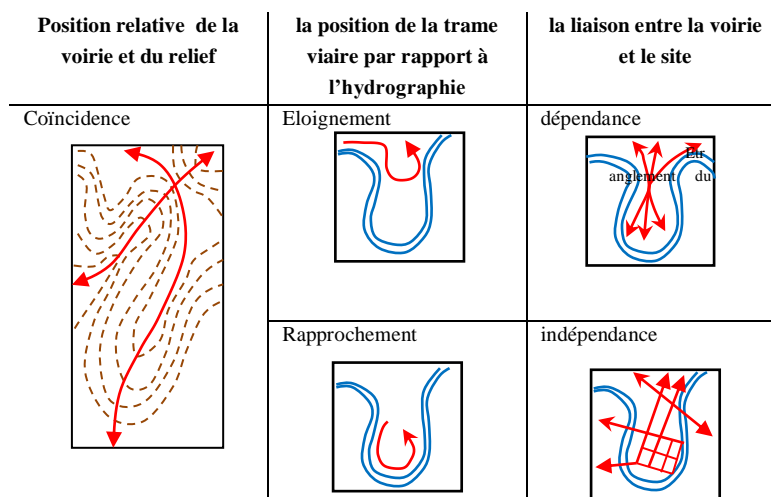 Position relative de la
voirie et du relief
la position de la trame
viaire par rapport à
l'hydrographie
la liaison entre la voirie
et le site
Coïncidence
Eloignement
dépendance
Etr
anglement du
Rapprochement
indépendance